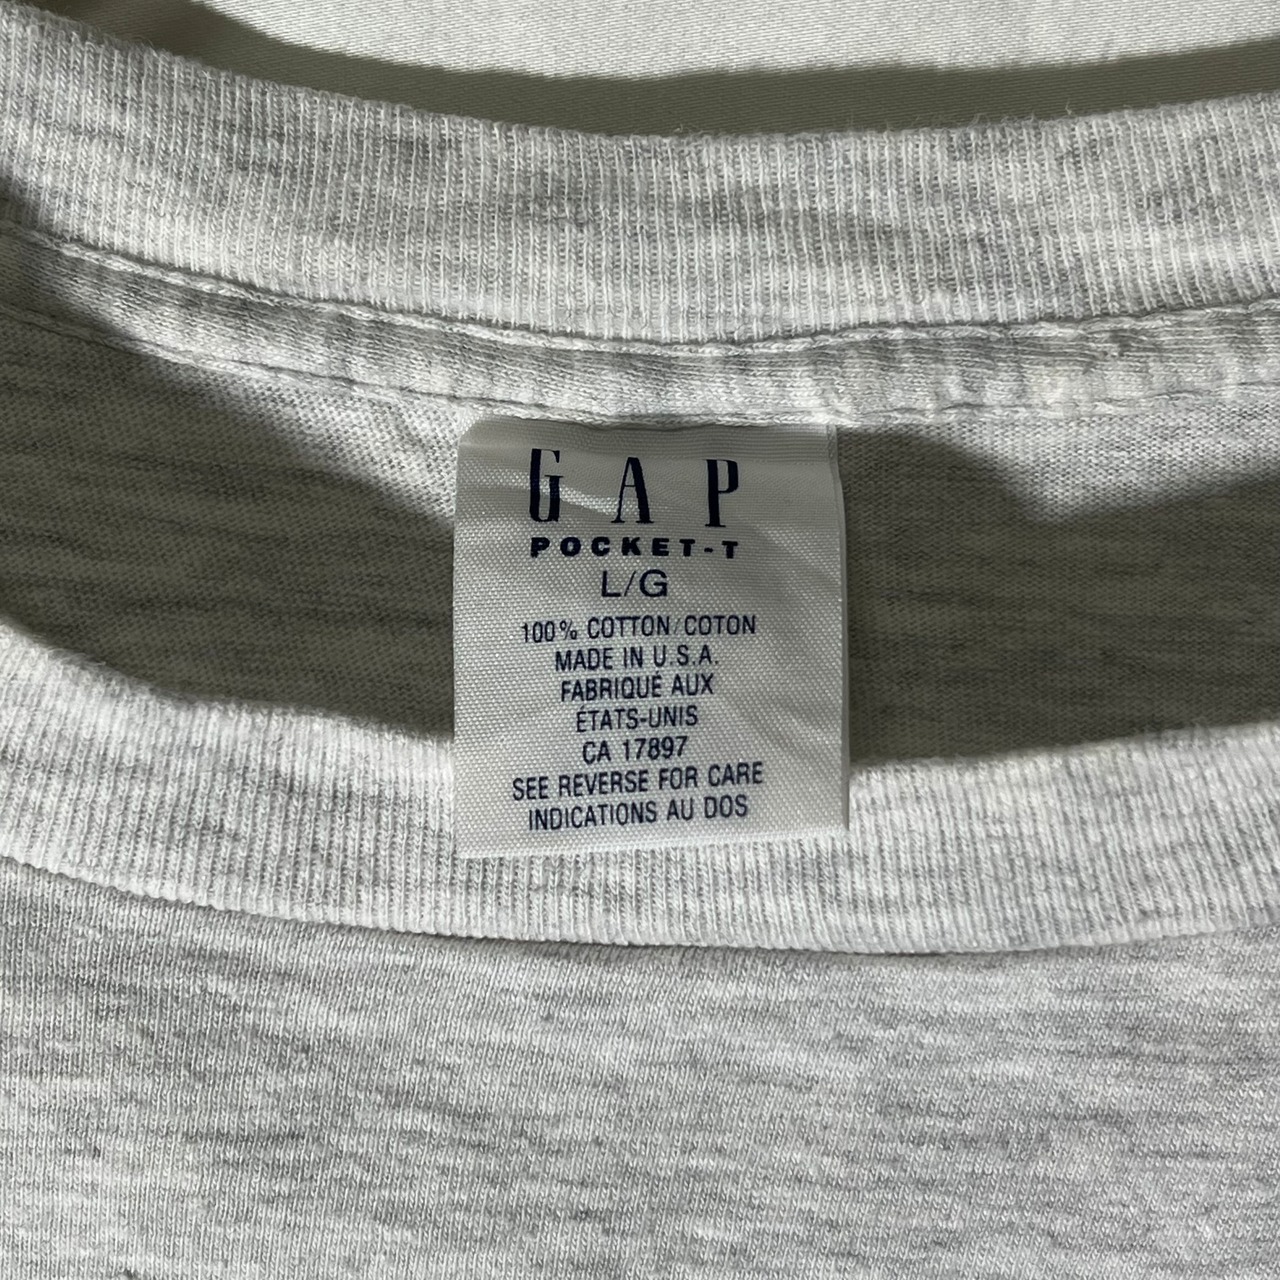 GAP
POCKET-T
L/G
100% COTTON/COTON
MADE IN U.S.A.
FABRIQUÉ AUX
ÉTATS-UNIS
CA 17897
SEE REVERSE FOR CARE
INDICATIONS AU DOS